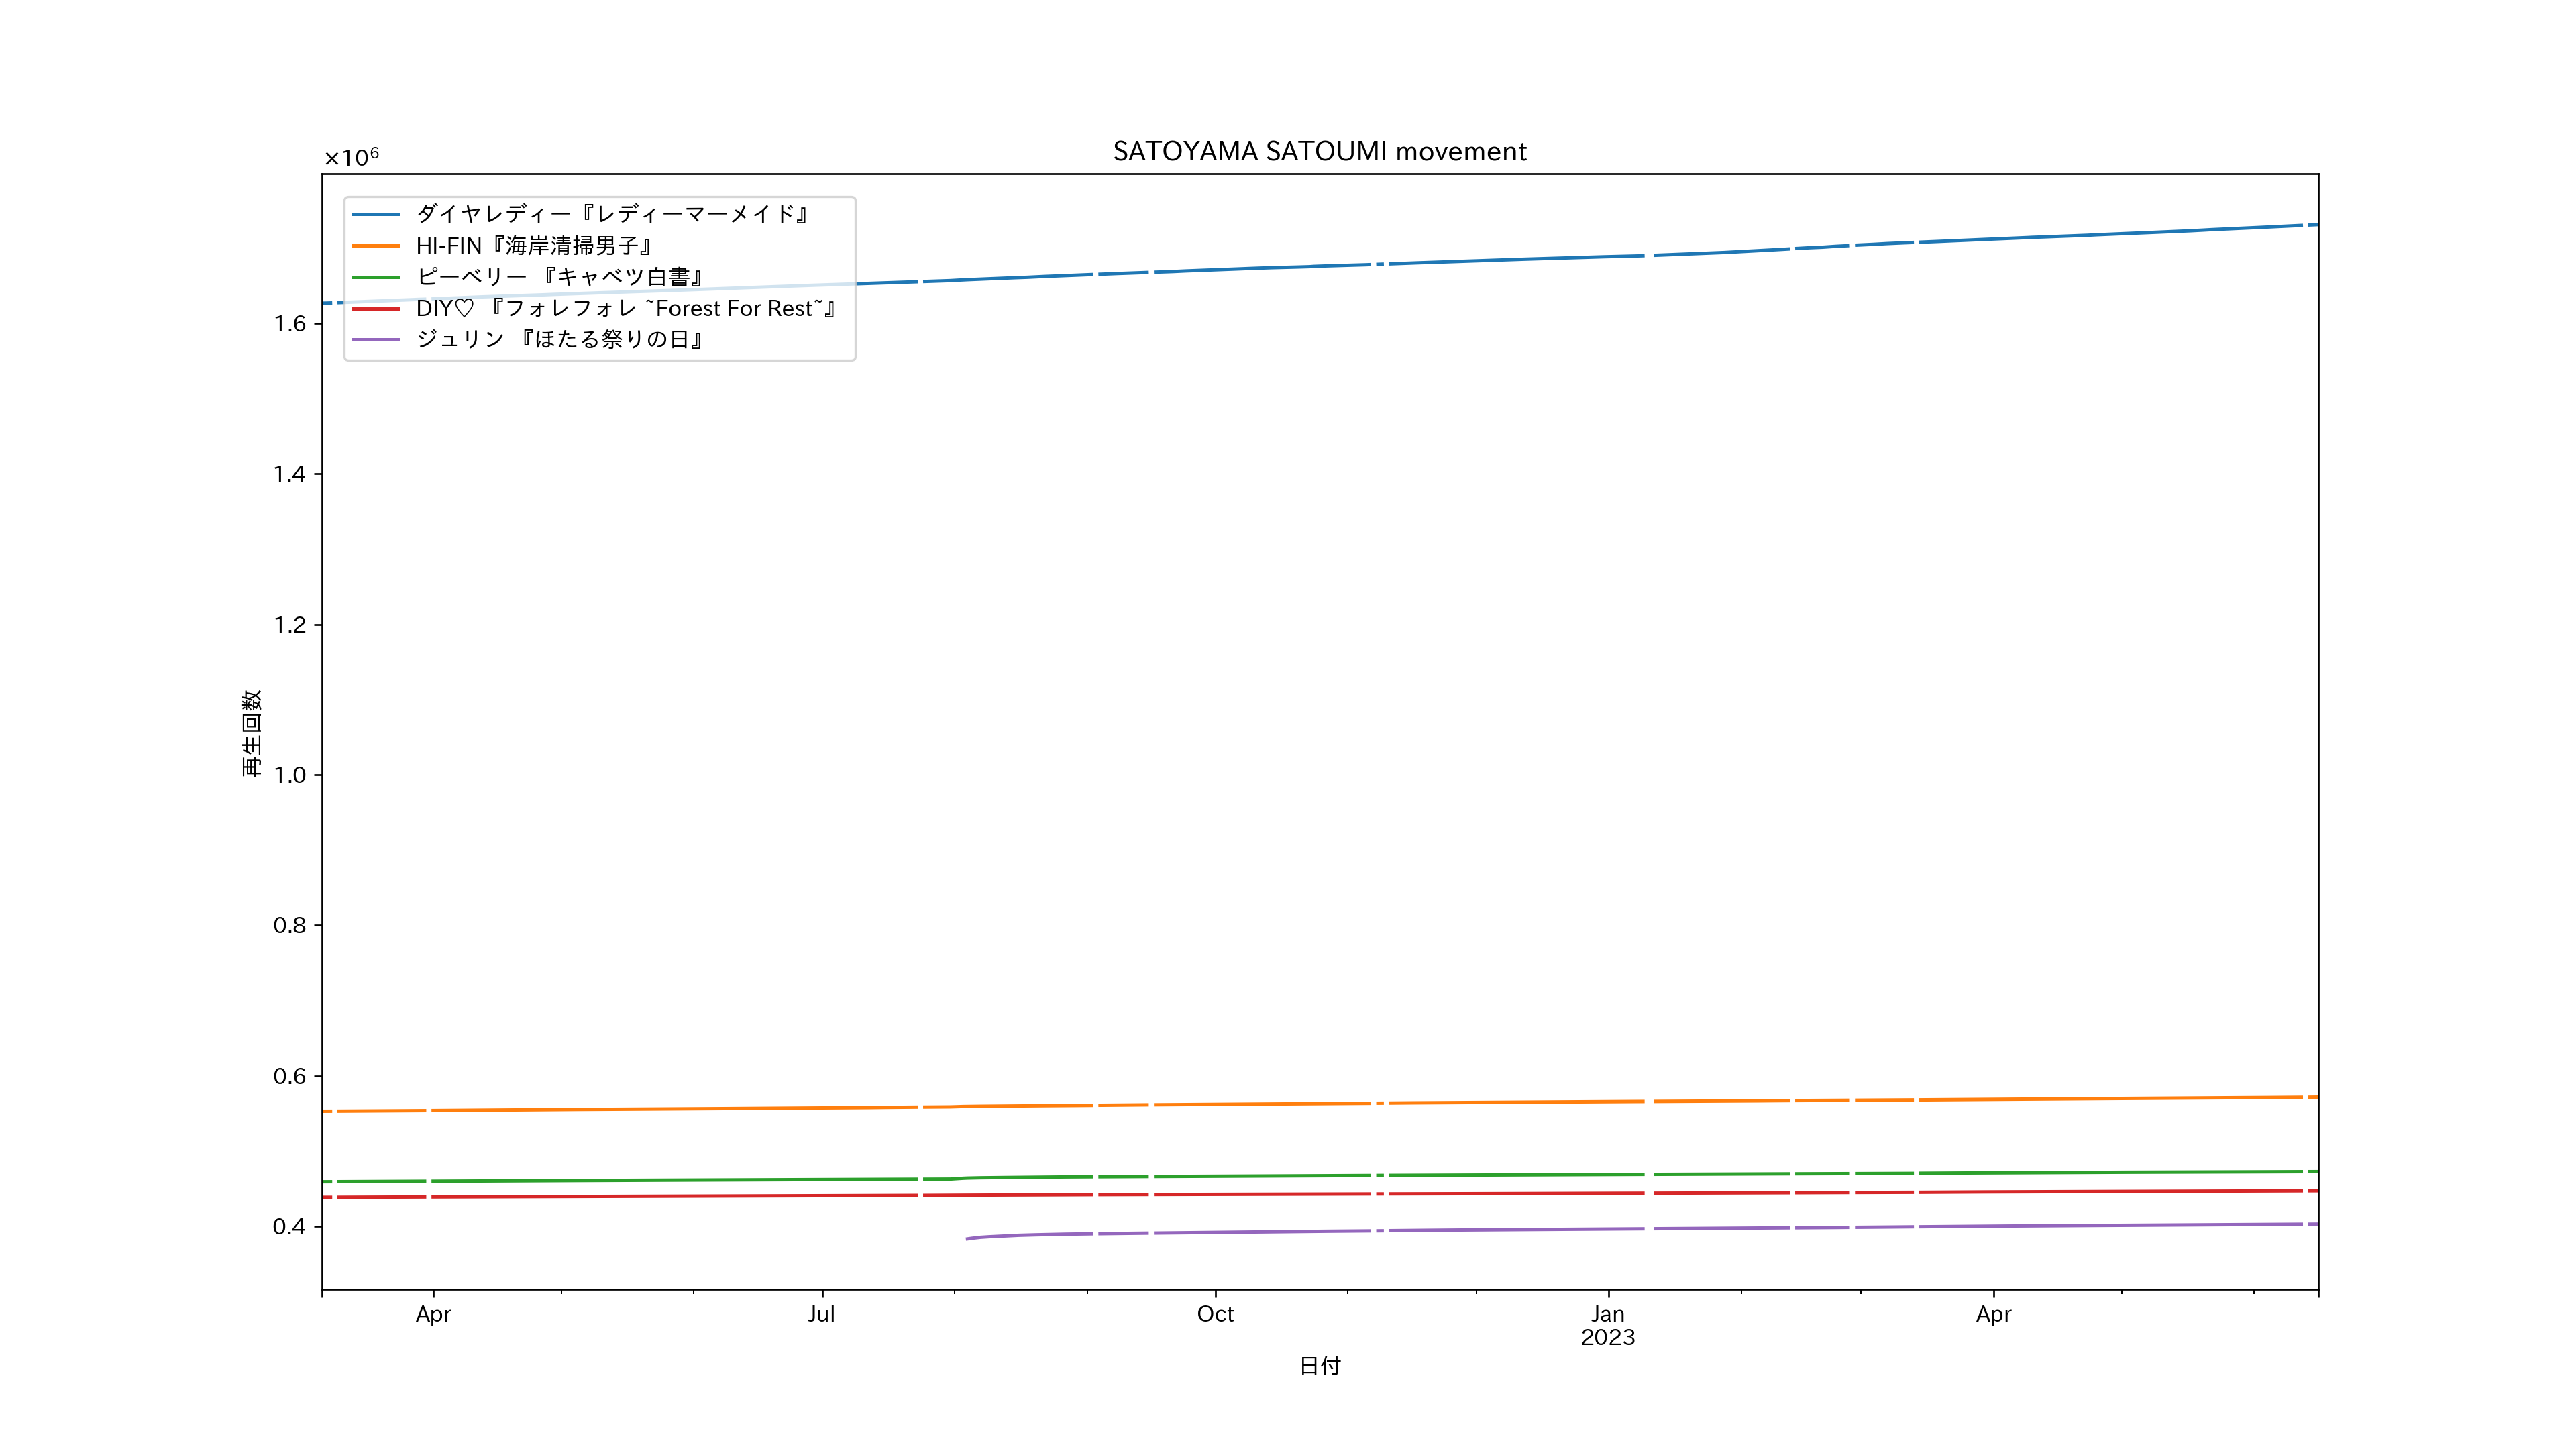 SATOYAMA SATOUMI movement
×10⁶
ダイヤレディー『レディーマーメイド』
HI-FIN『海岸清掃男子』
ピーベリー 『キャベツ白書』
DIY♡ 『フォレフォレ ~Forest For Rest~』
ジュリン 『ほたる祭りの日』
1.6
1.4
1.2
1.0
0.8
0.6
0.4
再生回数
Apr
Jul
Oct
Jan
2023
Apr
日付